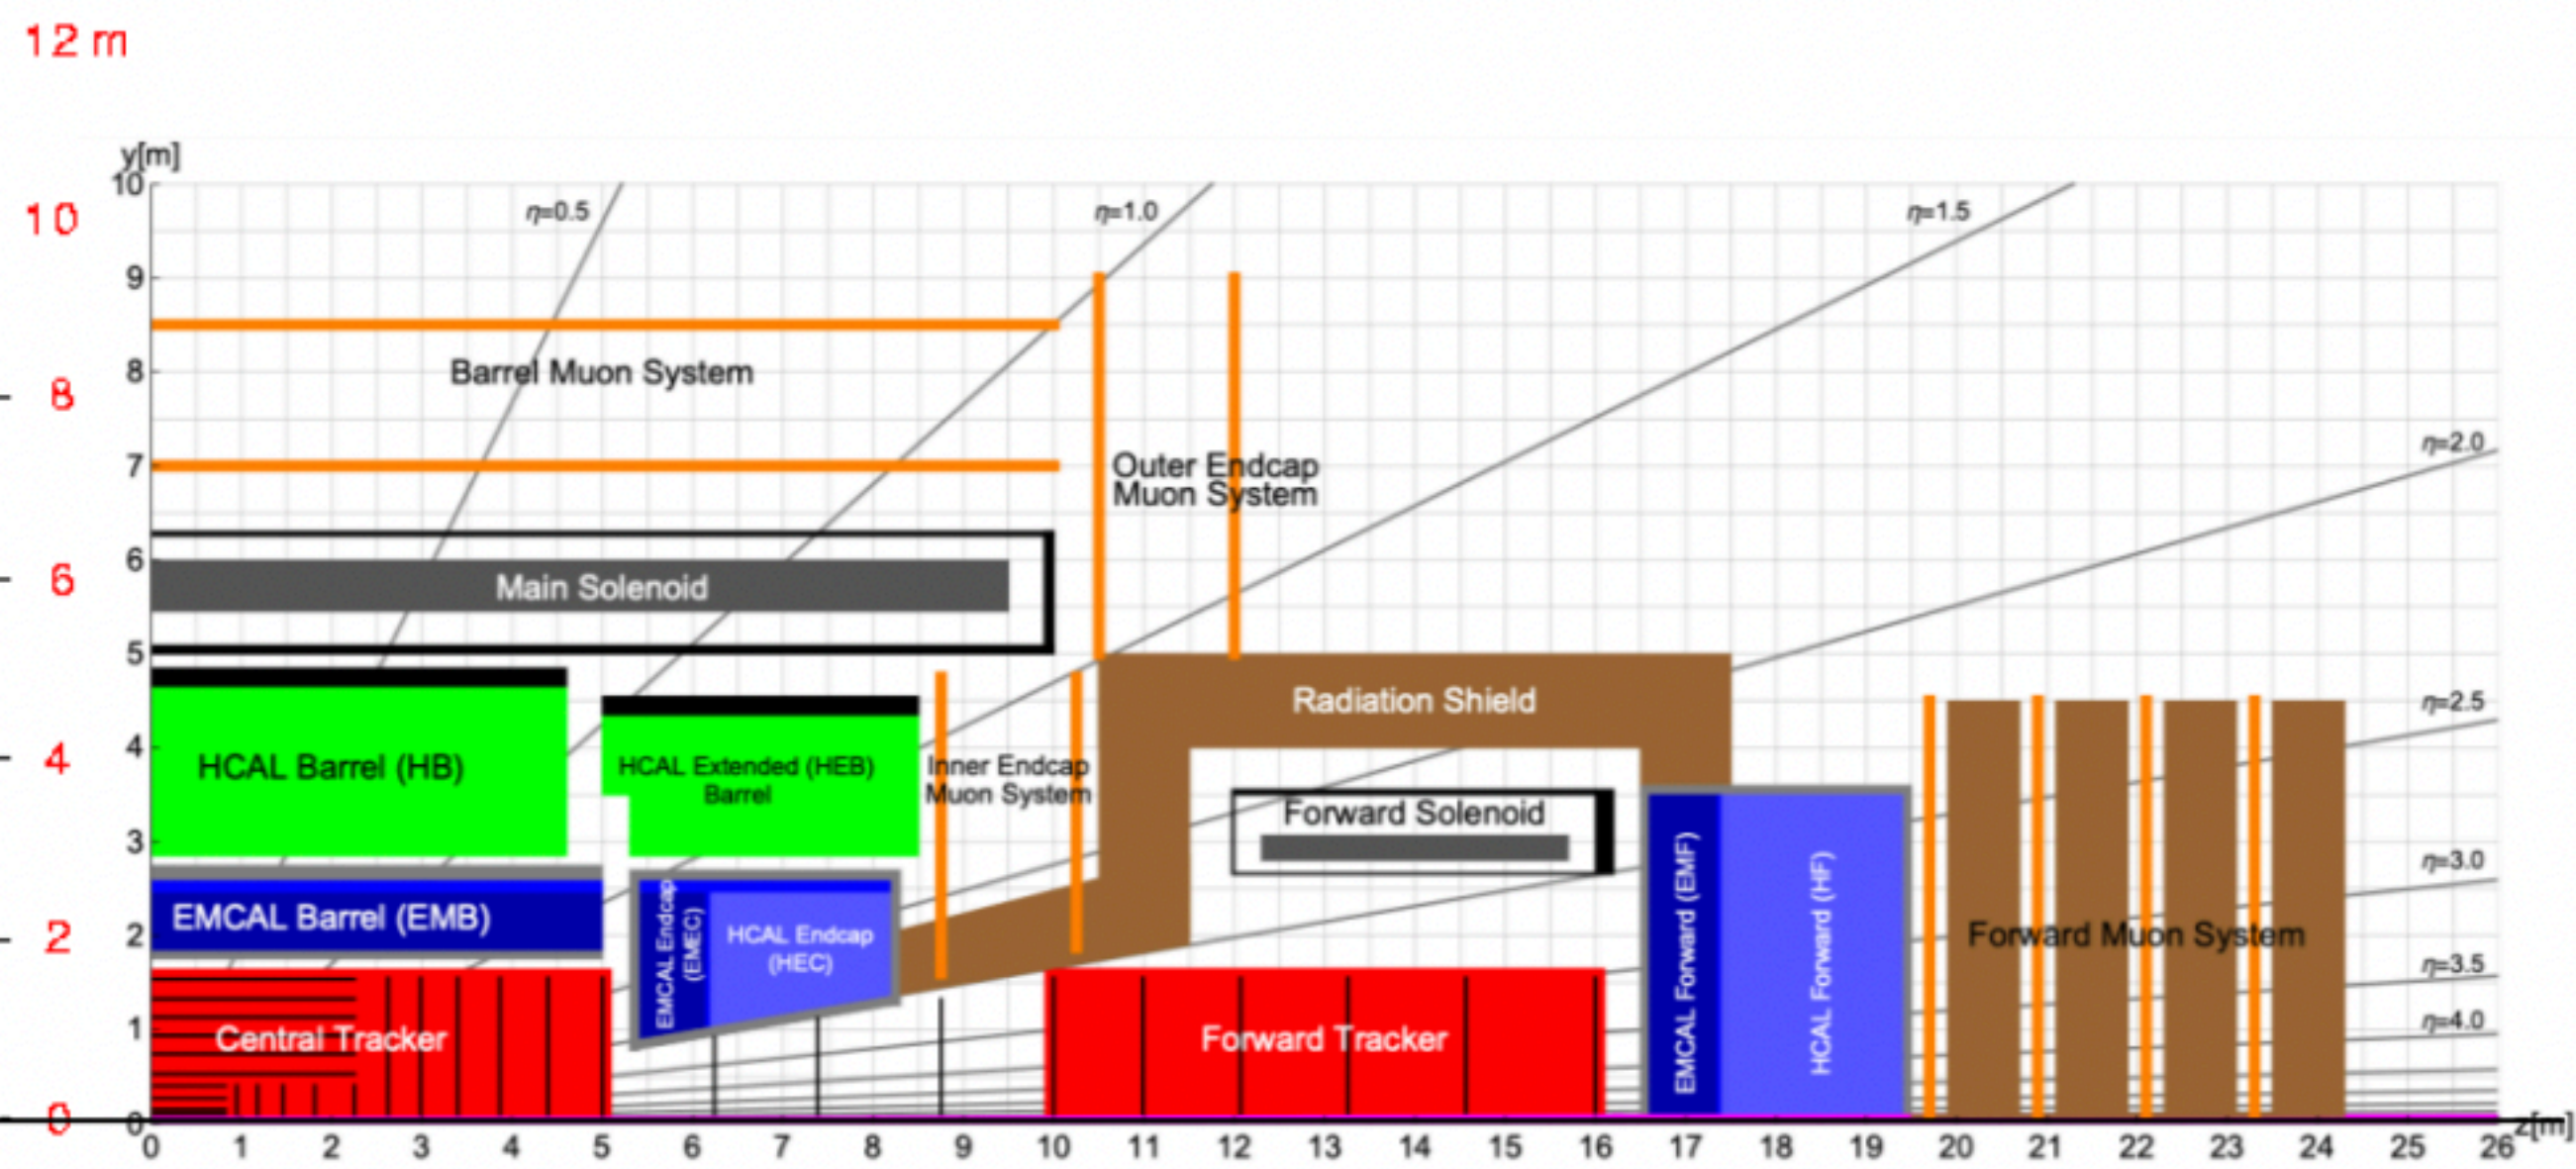 12 m
y[m]
10
10
η=0.5
η=1.0
η=1.5
9
8
8
Barrel Muon System
7
Outer Endcap
Muon System
η=2.0
6
6
Main Solenoid
5
Radiation Shield
η=2.5
4
4
HCAL Barrel (HB)
HCAL Extended (HEB)
Barrel
Inner Endcap
Muon System
Forward Solenoid
3
η=3.0
EMCAL Barrel (EMB)
EMCAL Endcap
(EMEC)
HCAL Endcap
(HEC)
EMCAL Forward (EMF)
HCAL Forward (HF)
Forward Muon System
2
2
η=3.5
1
Central Tracker
Forward Tracker
η=4.0
0
0
0 1 2 3 4 5 6 7 8 9 10 11 12 13 14 15 16 17 18 19 20 21 22 23 24 25 26
z[m]